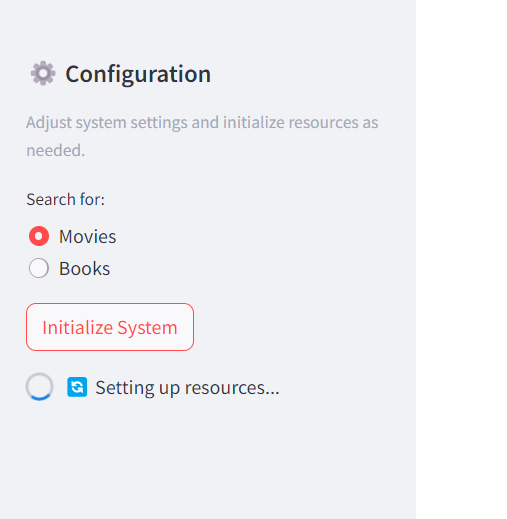 Configuration
Adjust system settings and initialize resources as
needed.
Search for:
Movies
Books
Initialize System
Setting up resources...